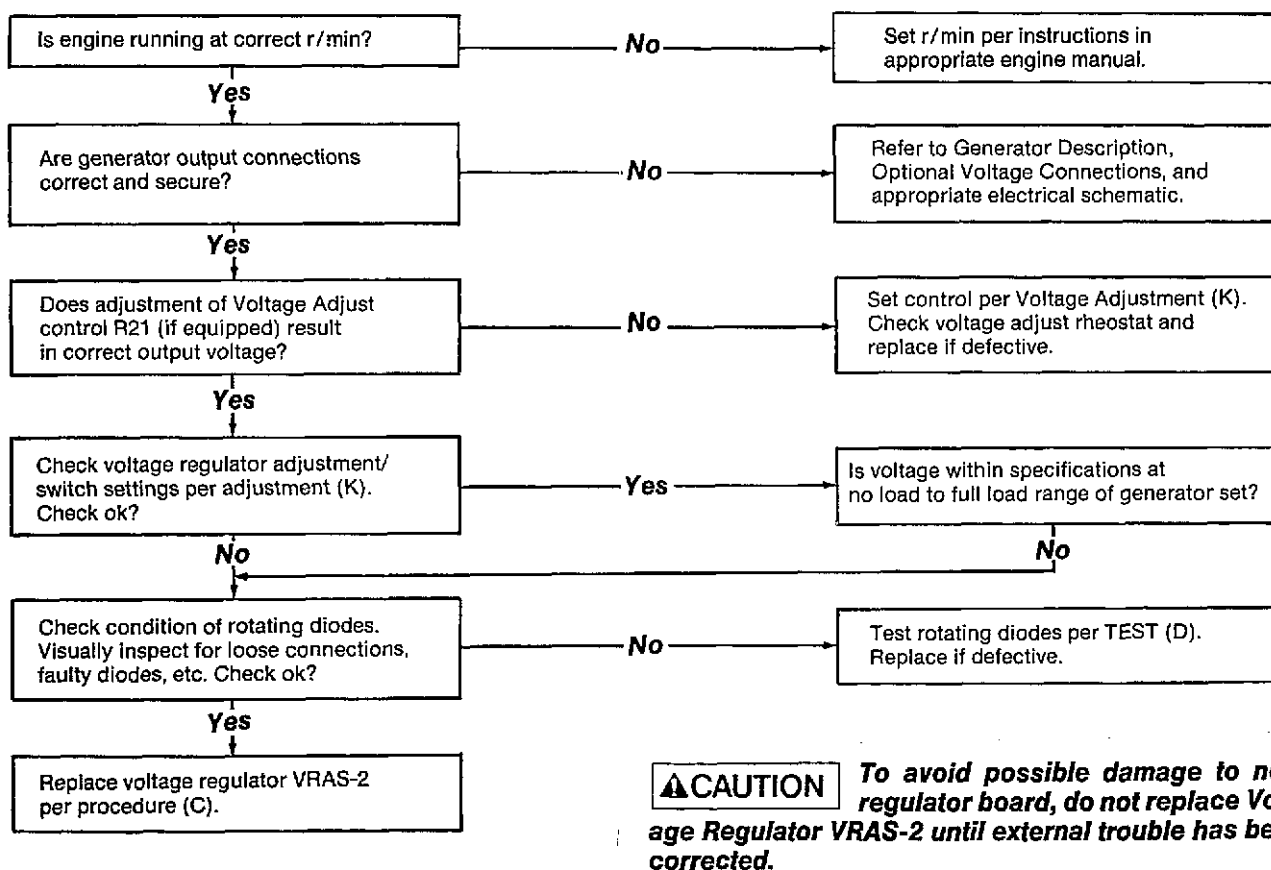 Is engine running at correct r/min?
No
Set r/min per instructions in
appropriate engine manual.
Yes
Are generator output connections
correct and secure?
No
Refer to Generator Description,
Optional Voltage Connections, and
appropriate electrical schematic.
Yes
Does adjustment of Voltage Adjust
control R21 (if equipped) result
in correct output voltage?
No
Set control per Voltage Adjustment (K).
Check voltage adjust rheostat and
replace if defective.
Yes
Check voltage regulator adjustment/
switch settings per adjustment (K).
Check ok?
Yes
Is voltage within specifications at
no load to full load range of generator set?
No
No
Check condition of rotating diodes.
Visually inspect for loose connections,
faulty diodes, etc. Check ok?
No
Test rotating diodes per TEST (D).
Replace if defective.
Yes
Replace voltage regulator VRAS-2
per procedure (C).
CAUTION To avoid possible damage to
regulator board, do not replace
age Regulator VRAS-2 until external trouble has
corrected.